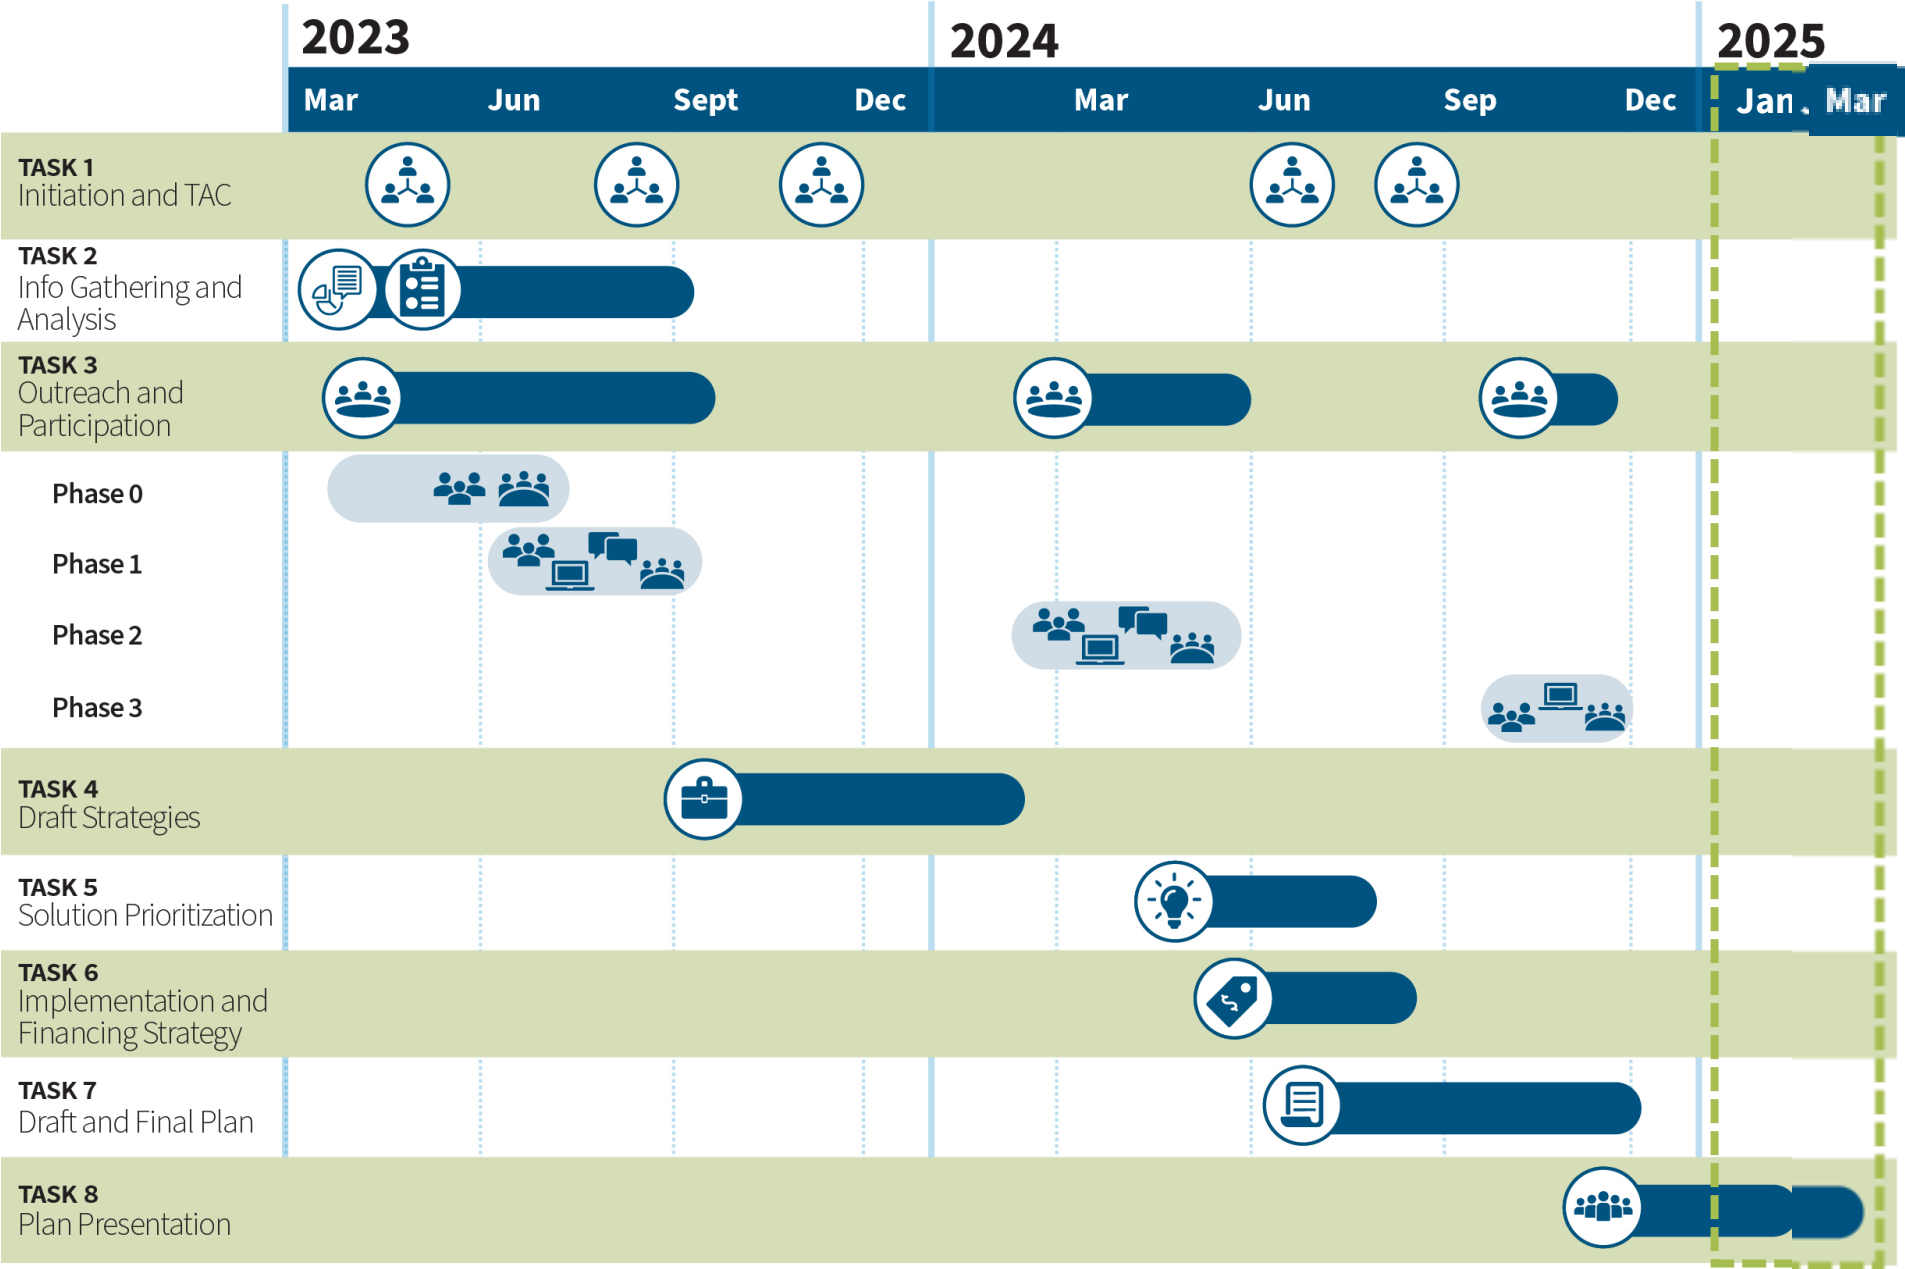 2023 2024 2025
Mar Jun Sept Dec Mar Jun Sep Dec Jan Mar
TASK 1
Initiation and TAC
TASK 2
Info Gathering and
Analysis
TASK 3
Outreach and
Participation
Phase 0
Phase 1
Phase 2
Phase 3
TASK 4
Draft Strategies
TASK 5
Solution Prioritization
TASK 6
Implementation and
Financing Strategy
TASK 7
Draft and Final Plan
TASK 8
Plan Presentation